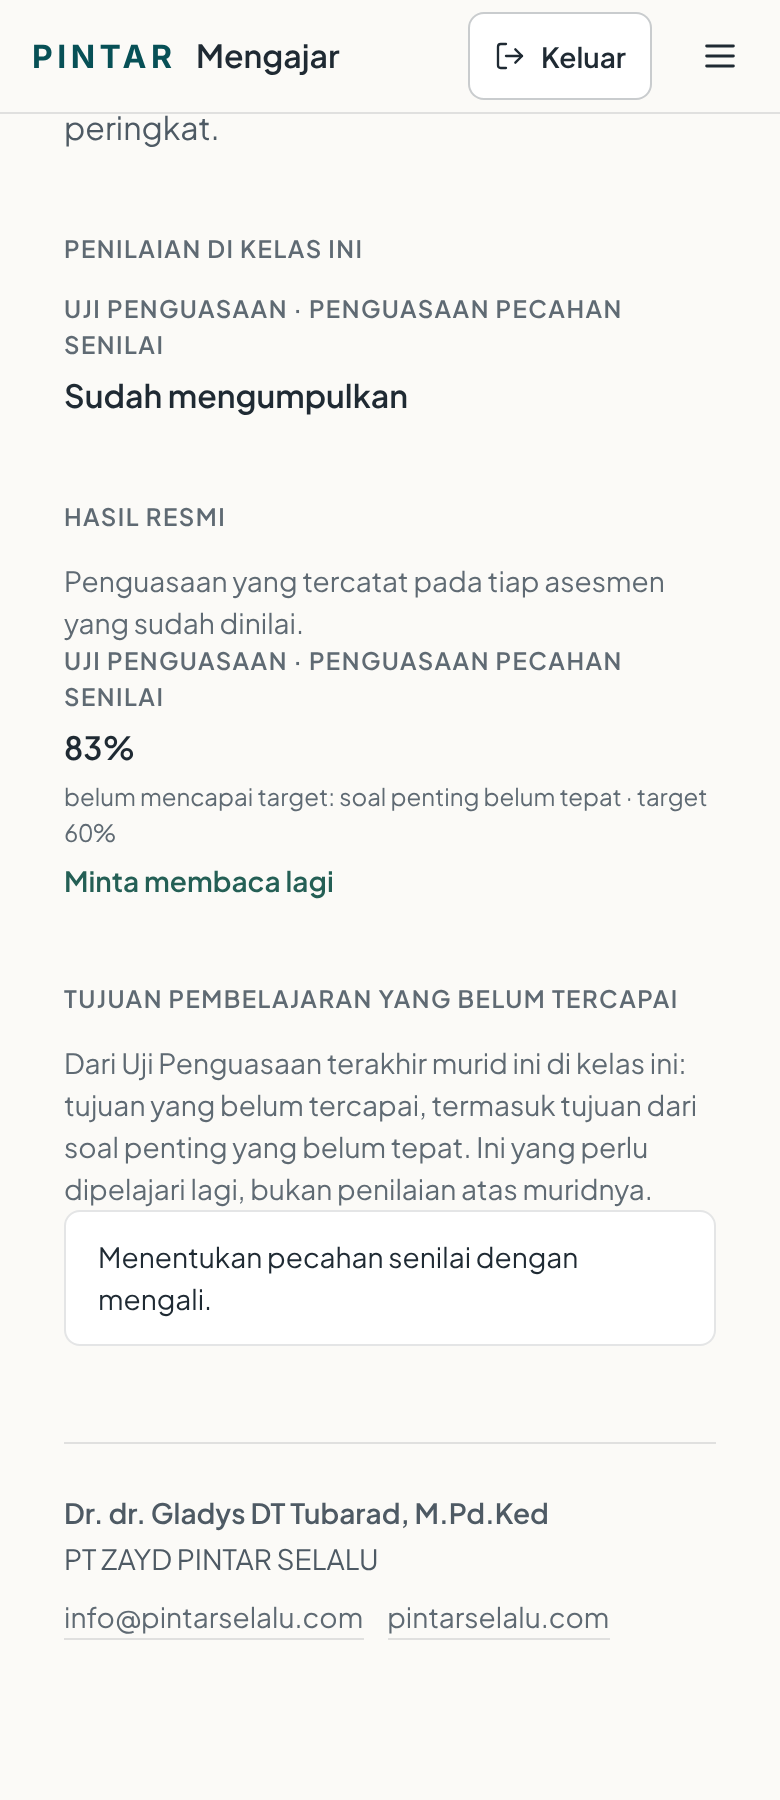 PINTAR Mengajar
Keluar
peringkat.
PENILAIAN DI KELAS INI
UJI PENGUASAAN · PENGUASAAN PECAHAN
SENILAI
Sudah mengumpulkan
HASIL RESMI
Penguasaan yang tercatat pada tiap asesmen
yang sudah dinilai.
UJI PENGUASAAN · PENGUASAAN PECAHAN
SENILAI
83%
belum mencapai target: soal penting belum tepat · target
60%
Minta membaca lagi
TUJUAN PEMBELAJARAN YANG BELUM TERCAPAI
Dari Uji Penguasaan terakhir murid ini di kelas ini:
tujuan yang belum tercapai, termasuk tujuan dari
soal penting yang belum tepat. Ini yang perlu
dipelajari lagi, bukan penilaian atas muridnya.
Menentukan pecahan senilai dengan
mengali.
Dr. dr. Gladys DT Tubarad, M.Pd.Ked
PT ZAYD PINTAR SELALU
info@pintarselalu.com pintarselalu.com